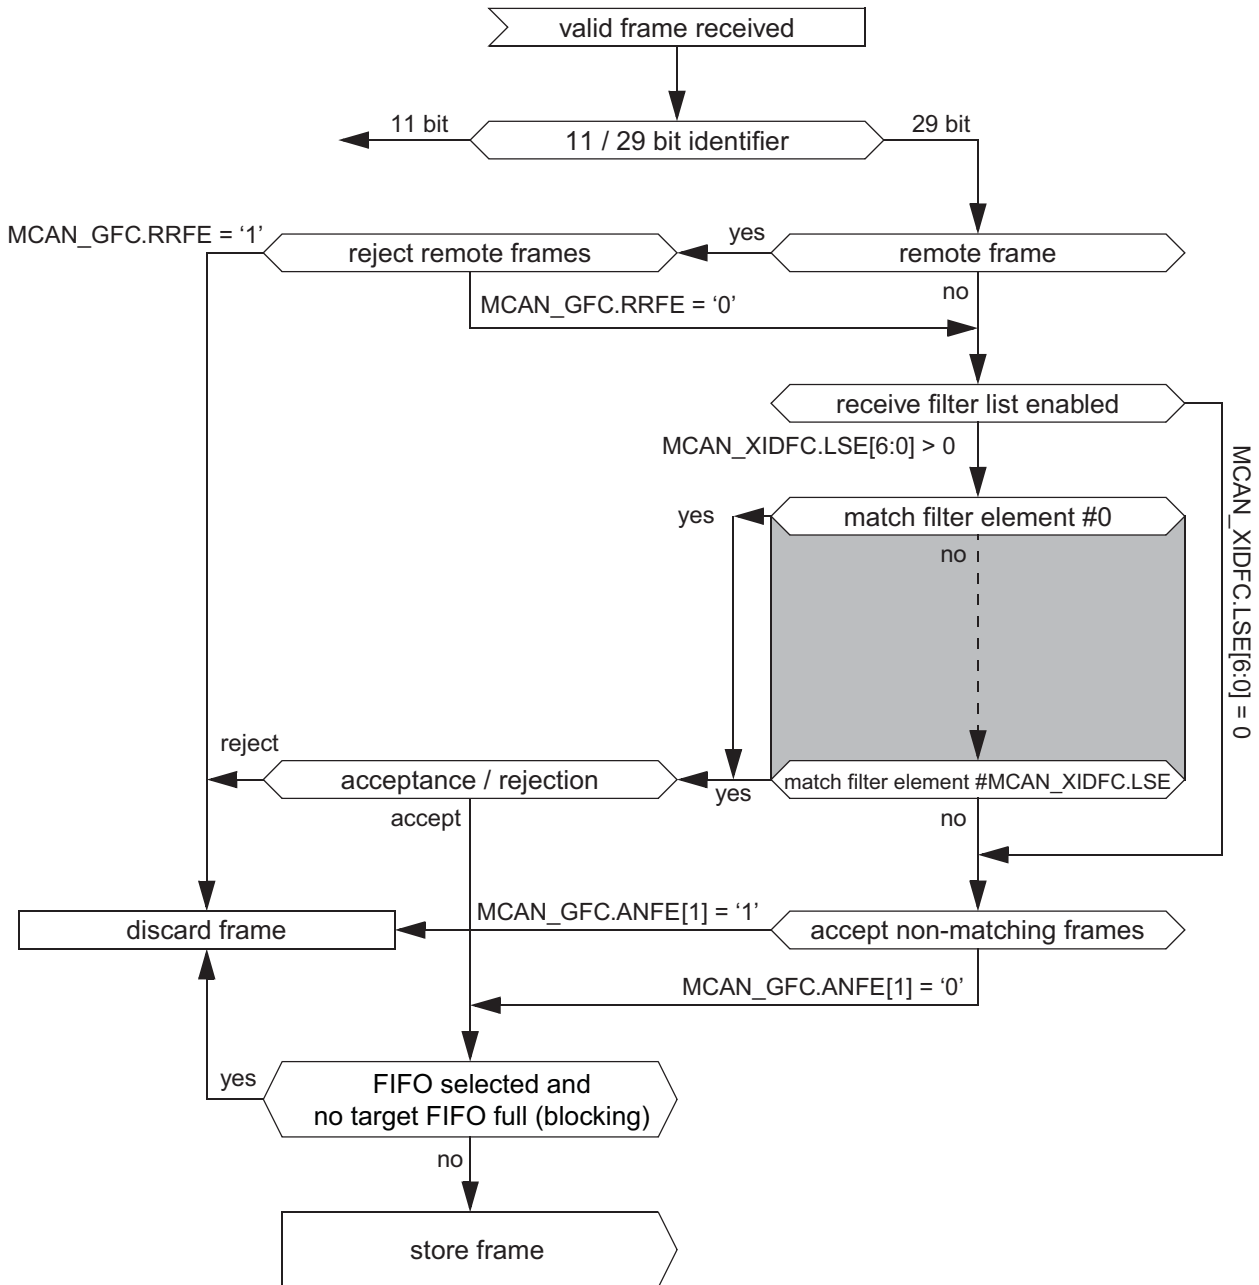 valid frame received
11 bit
11 / 29 bit identifier
29 bit
MCAN_GFC.RRFE = ‘1’
reject remote frames
yes
remote frame
MCAN_GFC.RRFE = ‘0’
no
receive filter list enabled
MCAN_XIDFC.LSE[6:0] > 0
MCAN_XIDFC.LSE[6:0] = 0
yes
match filter element #0
no
reject
acceptance / rejection
yes
match filter element #MCAN_XIDFC.LSE
accept
no
discard frame
MCAN_GFC.ANFE[1] = ‘1’
accept non-matching frames
MCAN_GFC.ANFE[1] = ‘0’
yes
FIFO selected and
no target FIFO full (blocking)
no
store frame